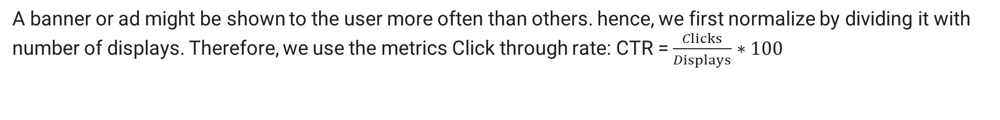 A banner or ad might be shown to the user more often than others. hence, we first normalize by dividing it with
number of displays. Therefore, we use the metrics Click through rate: CTR = Clicks/Displays * 100